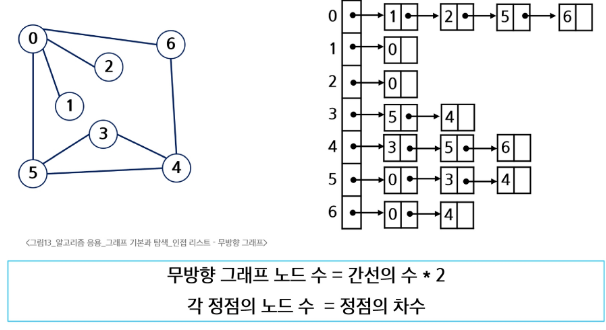 0
6
2
1
3
5
4
0 1 2 5 6
1 0
2 0
3 5 4
4 3 5 6
5 0 3 4
6 0 4
<그림13_알고리즘 응용_그래프 기본과 탐색_인접 리스트 - 무방향 그래프>
무방향 그래프 노드 수 = 간선의 수 * 2
각 정점의 노드 수 = 정점의 차수